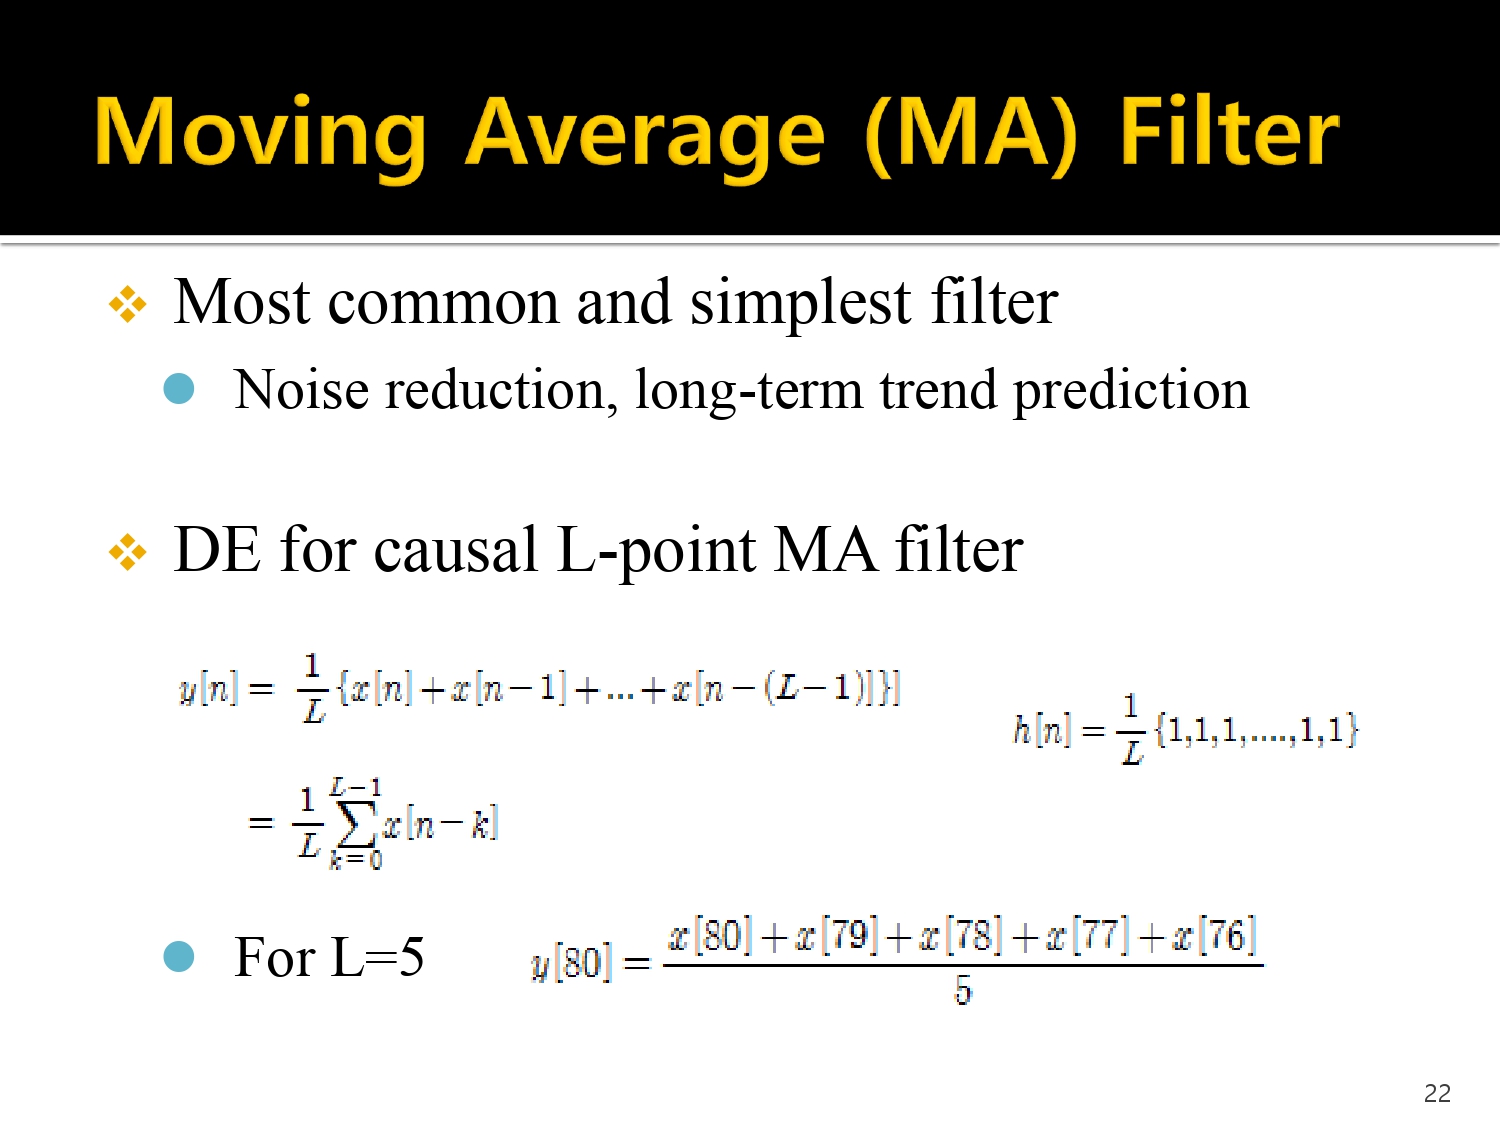 Moving Average (MA) Filter
❖ Most common and simplest filter
● Noise reduction, long-term trend prediction
❖ DE for causal L-point MA filter
y[n] = \frac{1}{L}{x[n]+x[n−1]+...+x[n−(L−1)]}]
h[n] = \frac{1}{L}{1,1,1,....,1,1}
= \frac{1}{L}\sum_{k=0}^{L−1}x[n−k]
● For L=5
y[80] = \frac{x[80]+x[79]+x[78]+x[77]+x[76]}{5}
22